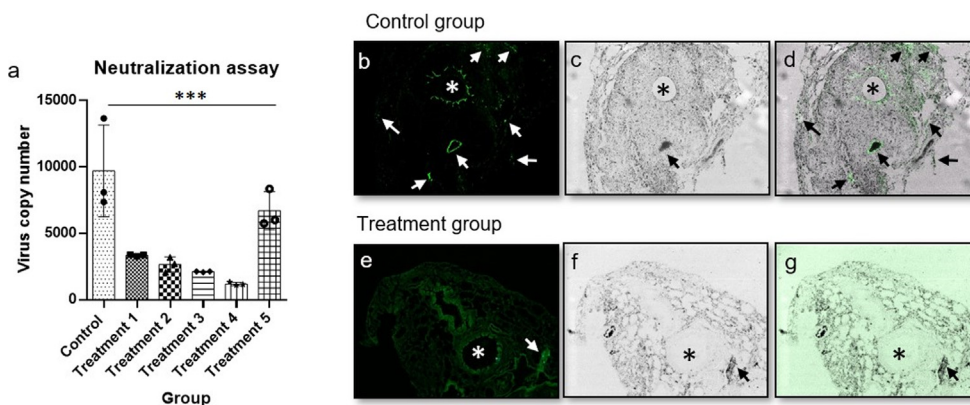 Control group
a
Neutralization assay
***
Virus copy number
15000
10000
5000
0
Control
Treatment 1
Treatment 2
Treatment 3
Treatment 4
Treatment 5
Group
b
*
c
*
d
*
Treatment group
e
*
f
*
g
*